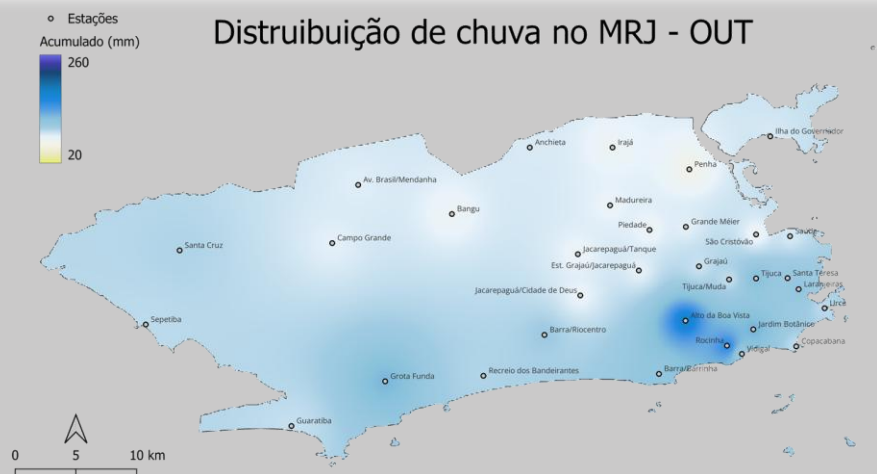 Distruibuição de chuva no MRJ - OUT
Estações
Acumulado (mm)
260
20
Ilha do Governador
Anchieta
Irajá
Penha
Av. Brasil/Mendanha
Bangu
Madureira
Piedade
Grande Méier
São Cristóvão
Saúde
Santa Cruz
Campo Grande
Jacarepaguá/Tanque
Est. Grajaú/Jacarepaguá
Grajaú
Tijuca/Muda
Tijuca
Santa Teresa
Laranjeiras
Jacarepaguá/Cidade de Deus
Urca
Sepetiba
Alto da Boa Vista
Barra/Riocentro
Jardim Botânico
Rocinha
Vidigal
Copacabana
Grota Funda
Recreio dos Bandeirantes
Barra/Barrinha
Guaratiba
0 5 10 km